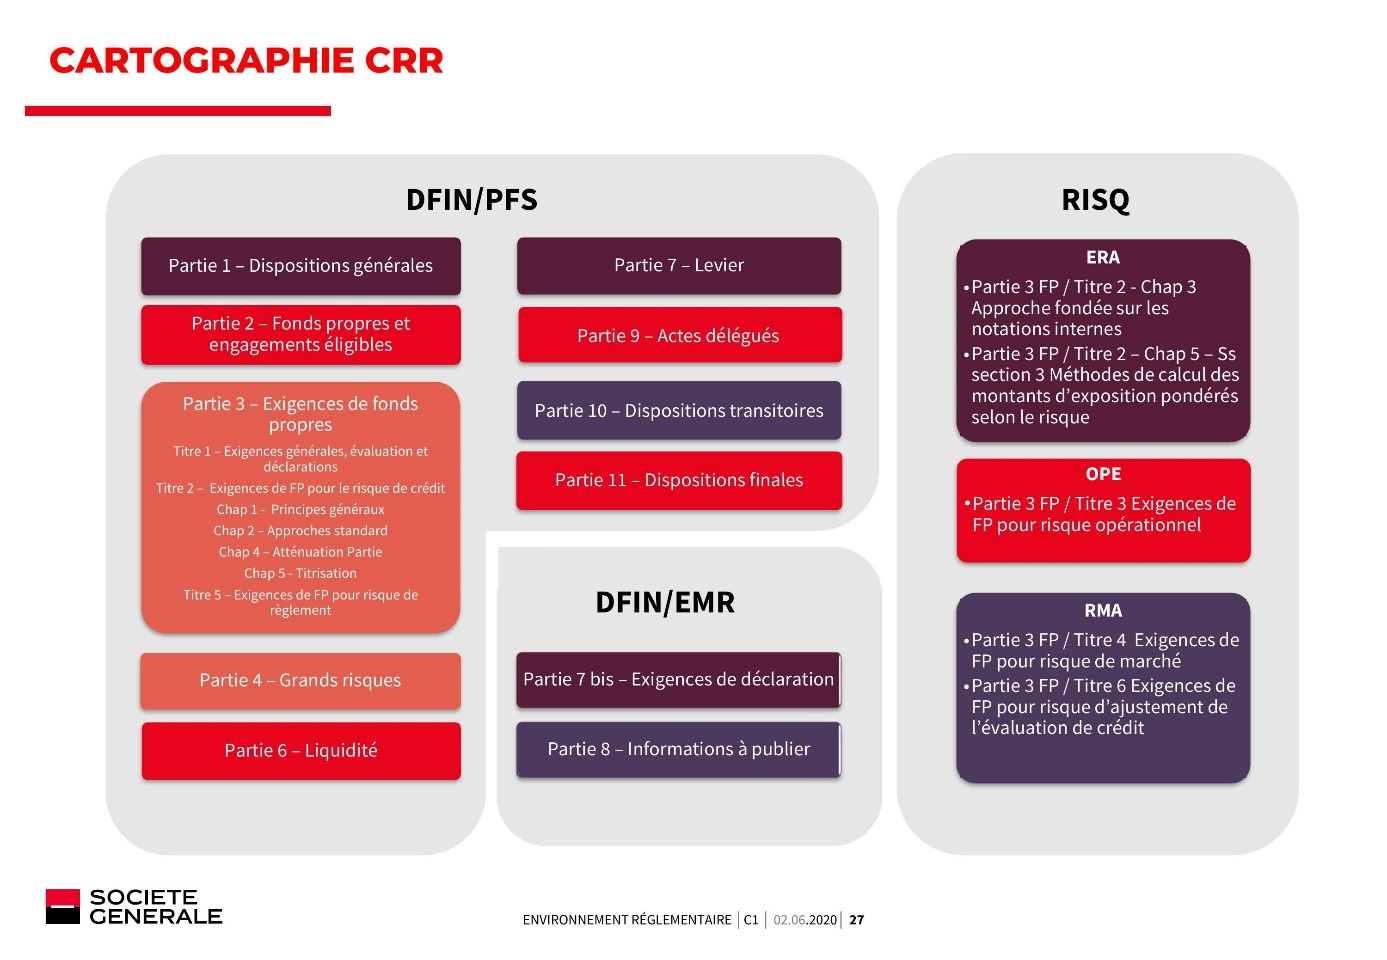 CARTOGRAPHIE CRR
DFIN/PFS
Partie 1 – Dispositions générales
Partie 2 – Fonds propres et
engagements éligibles
Partie 3 – Exigences de fonds
propres
Titre 1 – Exigences générales, évaluation et
déclarations
Titre 2 – Exigences de FP pour le risque de crédit
Chap 1 - Principes généraux
Chap 2 – Approches standard
Chap 4 – Atténuation Partie
Chap 5 - Titrisation
Titre 5 – Exigences de FP pour risque de
règlement
Partie 4 – Grands risques
Partie 6 – Liquidité
Partie 7 – Levier
Partie 9 – Actes délégués
Partie 10 – Dispositions transitoires
Partie 11 – Dispositions finales
DFIN/EMR
Partie 7 bis – Exigences de déclaration
Partie 8 – Informations à publier
RISQ
ERA
•Partie 3 FP / Titre 2 - Chap 3
Approche fondée sur les
notations internes
•Partie 3 FP / Titre 2 – Chap 5 – Ss
section 3 Méthodes de calcul des
montants d’exposition pondérés
selon le risque
OPE
•Partie 3 FP / Titre 3 Exigences de
FP pour risque opérationnel
RMA
•Partie 3 FP / Titre 4 Exigences de
FP pour risque de marché
•Partie 3 FP / Titre 6 Exigences de
FP pour risque d’ajustement de
l’évaluation de crédit
SOCIETE
GENERALE
ENVIRONNEMENT RÉGLEMENTAIRE | C1 | 02.06.2020 | 27